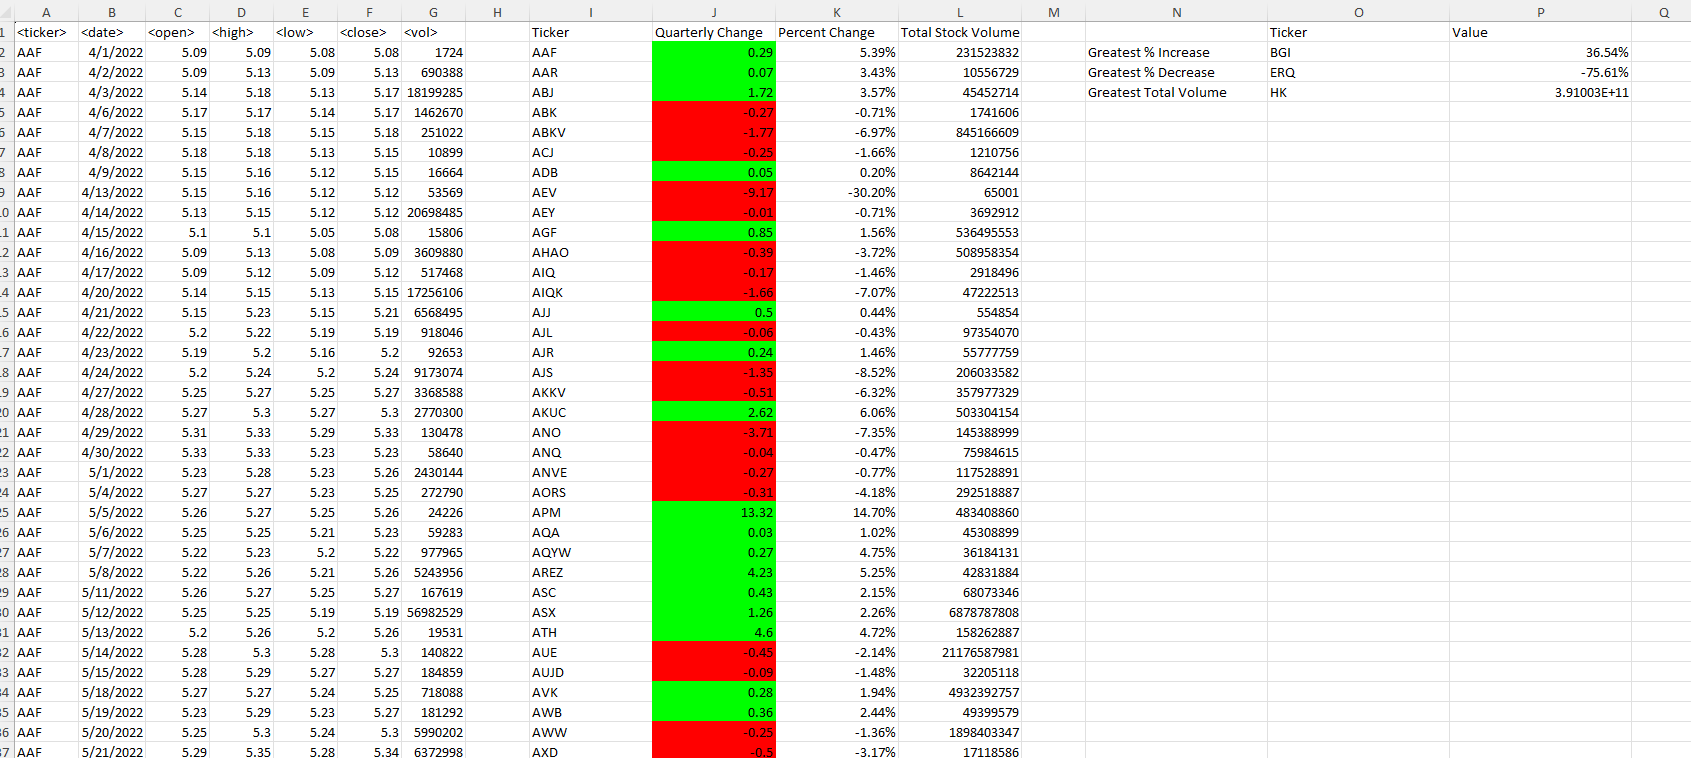 A B C D E F G H I J K L M N O P Q
1 <ticker> <date> <open> <high> <low> <close> <vol> Ticker Quarterly Change Percent Change Total Stock Volume Ticker Value
2 AAF 4/1/2022 5.09 5.09 5.08 5.08 1724 AAF 0.29 5.39% 231523832 Greatest % Increase BGI 36.54%
3 AAF 4/2/2022 5.09 5.13 5.09 5.13 690388 AAR 0.07 3.43% 10556729 Greatest % Decrease ERQ -75.61%
4 AAF 4/3/2022 5.14 5.18 5.13 5.17 18199285 ABJ 1.72 3.57% 45452714 Greatest Total Volume HK 3.91003E+11
5 AAF 4/6/2022 5.17 5.17 5.14 5.17 1462670 ABK -0.27 -0.71% 1741606
6 AAF 4/7/2022 5.15 5.18 5.15 5.18 251022 ABKV -1.77 -6.97% 845166609
7 AAF 4/8/2022 5.18 5.18 5.13 5.15 10899 ACJ -0.25 -1.66% 1210756
8 AAF 4/9/2022 5.15 5.16 5.12 5.15 16664 ADB 0.05 0.20% 8642144
9 AAF 4/13/2022 5.15 5.16 5.12 5.12 53569 AEV -9.17 -30.20% 65001
10 AAF 4/14/2022 5.13 5.15 5.12 5.12 20698485 AEY -0.01 -0.71% 3692912
11 AAF 4/15/2022 5.1 5.1 5.05 5.08 15806 AGF 0.85 1.56% 536495553
12 AAF 4/16/2022 5.09 5.13 5.08 5.09 3609880 AHAO -0.39 -3.72% 508958354
13 AAF 4/17/2022 5.09 5.12 5.09 5.12 517468 AIQ -0.17 -1.46% 2918496
14 AAF 4/20/2022 5.14 5.15 5.13 5.15 17256106 AIQK -1.66 -7.07% 47222513
15 AAF 4/21/2022 5.15 5.23 5.15 5.21 6568495 AJJ 0.5 0.44% 554854
16 AAF 4/22/2022 5.2 5.22 5.19 5.19 918046 AJL -0.06 -0.43% 97354070
17 AAF 4/23/2022 5.19 5.2 5.16 5.2 92653 AJR 0.24 1.46% 55777759
18 AAF 4/24/2022 5.2 5.24 5.2 5.24 9173074 AJS -1.35 -8.52% 206033582
19 AAF 4/27/2022 5.25 5.27 5.25 5.27 3368588 AKKV -0.51 -6.32% 357977329
20 AAF 4/28/2022 5.27 5.3 5.27 5.3 2770300 AKUC 2.62 6.06% 503304154
21 AAF 4/29/2022 5.31 5.33 5.29 5.33 130478 ANO -3.71 -7.35% 145388999
22 AAF 4/30/2022 5.33 5.33 5.23 5.23 58640 ANQ -0.04 -0.47% 75984615
23 AAF 5/1/2022 5.23 5.28 5.23 5.26 2430144 ANVE -0.27 -0.77% 117528891
24 AAF 5/4/2022 5.27 5.27 5.23 5.25 272790 AORS -0.31 -4.18% 292518887
25 AAF 5/5/2022 5.26 5.27 5.25 5.26 24226 APM 13.32 14.70% 483408860
26 AAF 5/6/2022 5.25 5.25 5.21 5.23 59283 AQA 0.03 1.02% 45308899
27 AAF 5/7/2022 5.22 5.23 5.2 5.22 977965 AQYW 0.27 4.75% 36184131
28 AAF 5/8/2022 5.22 5.26 5.21 5.26 5243956 AREZ 4.23 5.25% 42831884
29 AAF 5/11/2022 5.26 5.27 5.25 5.27 167619 ASC 0.43 2.15% 68073346
30 AAF 5/12/2022 5.25 5.25 5.19 5.19 56982529 ASX 1.26 2.26% 6878787808
31 AAF 5/13/2022 5.2 5.26 5.2 5.26 19531 ATH 4.6 4.72% 158262887
32 AAF 5/14/2022 5.28 5.3 5.28 5.3 140822 AUE -0.45 -2.14% 21176587981
33 AAF 5/15/2022 5.28 5.29 5.27 5.27 184859 AUJD -0.09 -1.48% 32205118
34 AAF 5/18/2022 5.27 5.27 5.24 5.25 718088 AVK 0.28 1.94% 4932392757
35 AAF 5/19/2022 5.23 5.29 5.23 5.27 181292 AWB 0.36 2.44% 49399579
36 AAF 5/20/2022 5.25 5.3 5.24 5.3 5990202 AWW -0.25 -1.36% 1898403347
37 AAF 5/21/2022 5.29 5.35 5.28 5.34 6372998 AXD -0.5 -3.17% 17118586